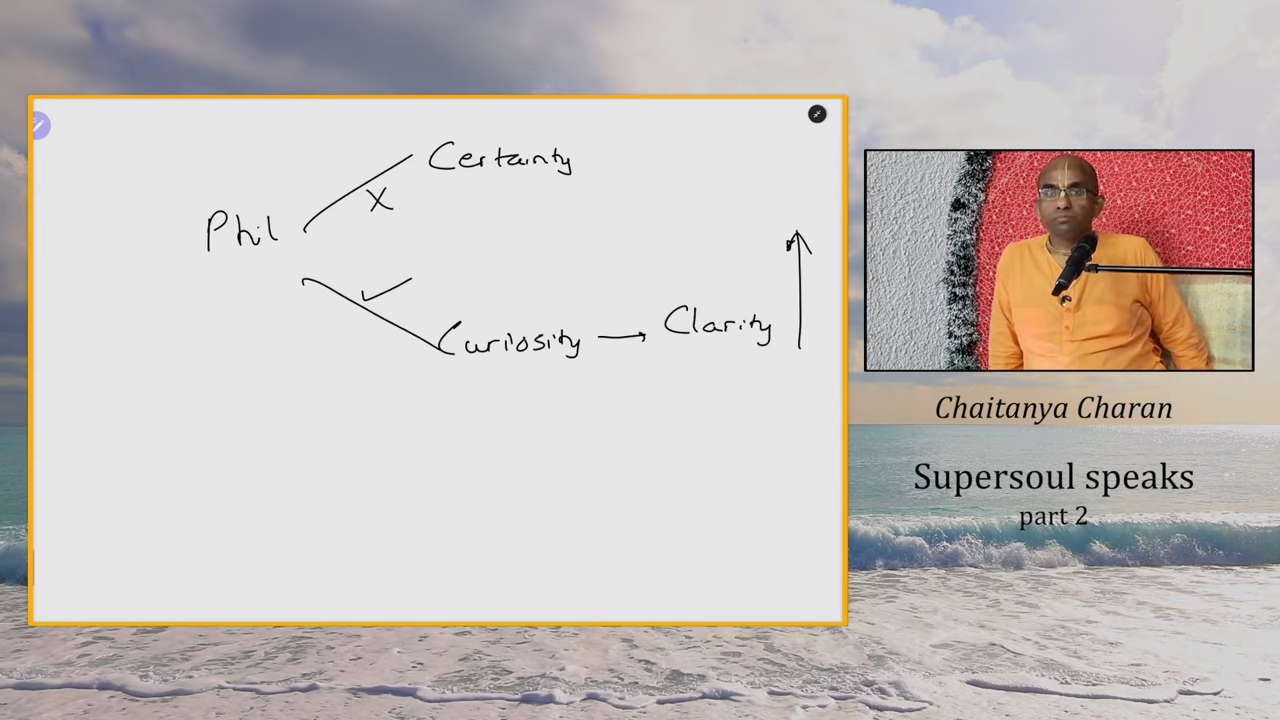 Certainty
X
Phil
Curiosity → Clarity ↑
Chaitanya Charan
Supersoul speaks
part 2